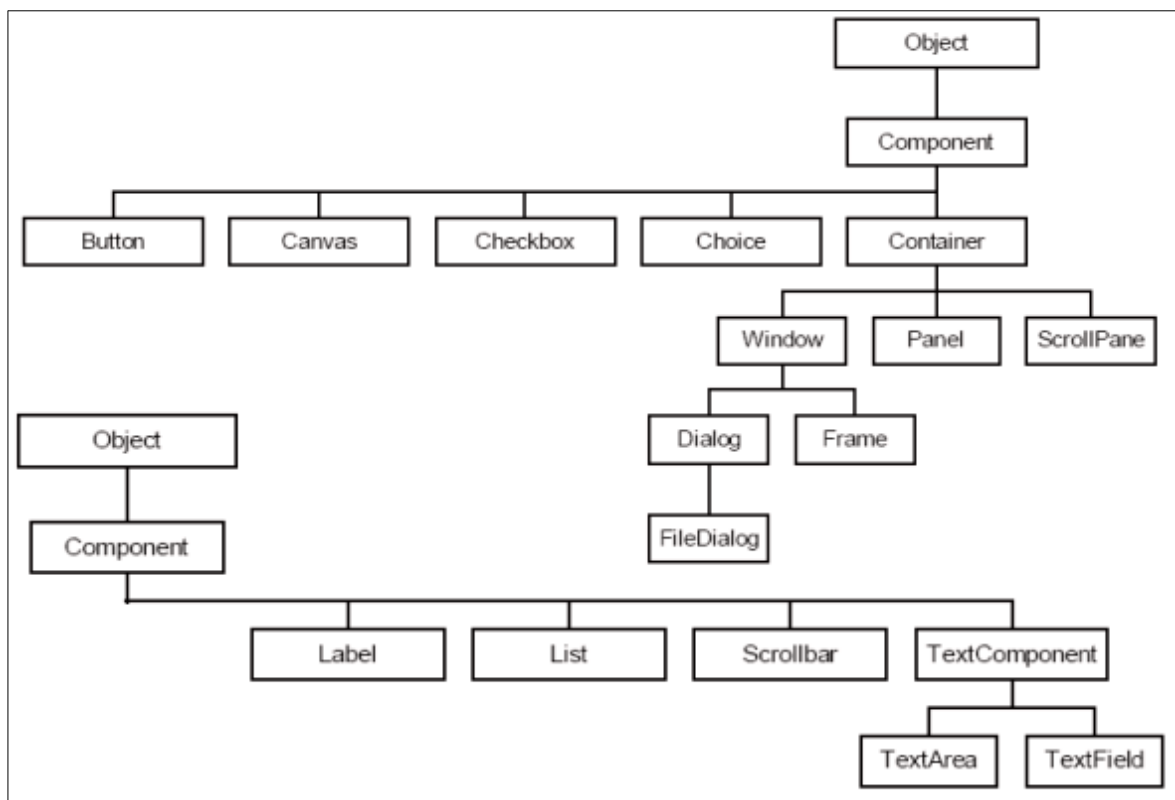 Object
Component
Button Canvas Checkbox Choice Container
Window Panel ScrollPane
Dialog Frame
FileDialog
Object
Component
Label List Scrollbar TextComponent
TextArea TextField